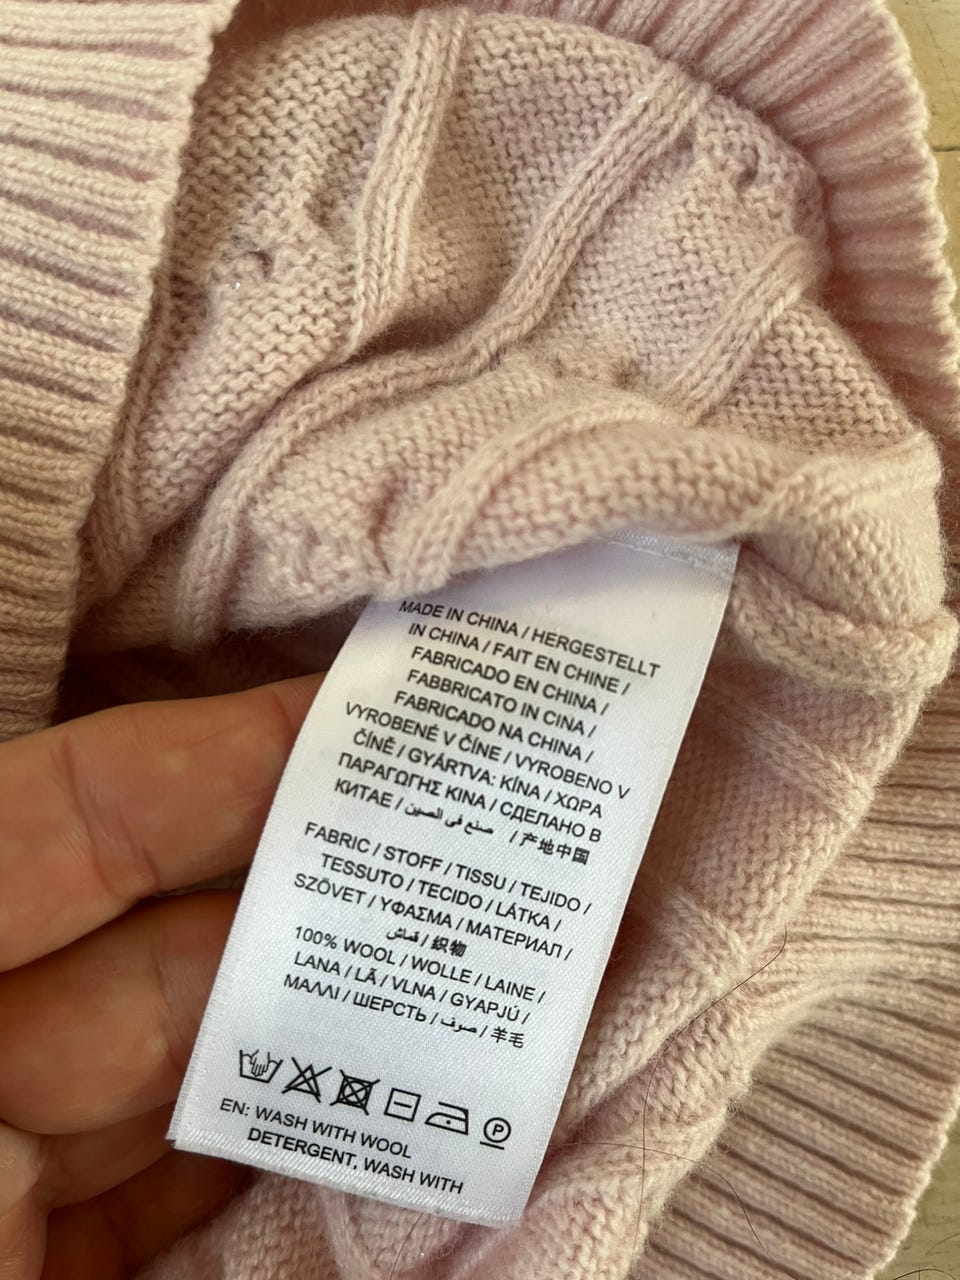 MADE IN CHINA / HERGESTELLT
IN CHINA / FAIT EN CHINE /
FABRICADO EN CHINA /
FABBRICATO IN CINA /
FABRICADO NA CHINA /
VYROBENÉ V ČÍNE / VYROBENO V
ČÍNĚ / GYÁRTVA: KÍNA / ΧΩΡΑ
ΠΑΡΑΓΩΓΗΣ ΚΙΝΑ / СДЕЛАНО В
КИТАЕ / صنع في الصين / 产地中国
FABRIC / STOFF / TISSU / TEJIDO /
TESSUTO / TECIDO / LÁTKA /
SZÖVET / ΥΦΑΣΜΑ / МАТЕРИАЛ /
قماش / 织物
100% WOOL / WOLLE / LAINE /
LANA / LÃ / VLNA / GYAPJÚ /
ΜΑΛΛΙ / ШЕРСТЬ / صوف / 羊毛
P
EN: WASH WITH WOOL
DETERGENT, WASH WITH